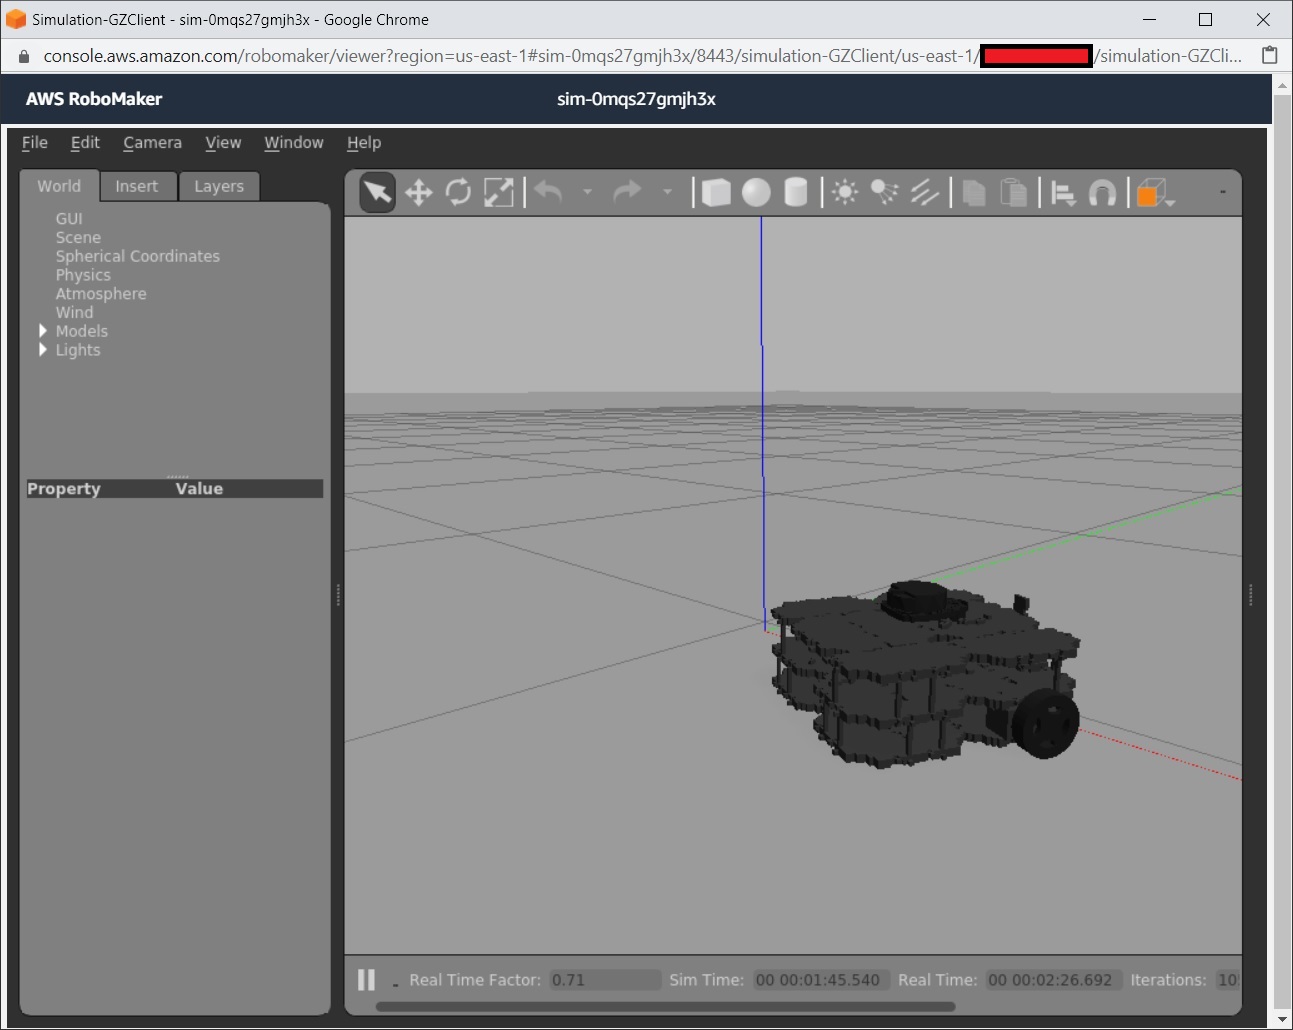 Simulation-GZClient - sim-0mqs27gmjh3x - Google Chrome
console.aws.amazon.com/robomaker/viewer?region=us-east-1#sim-0mqs27gmjh3x/8443/simulation-GZClient/us-east-1/ /simulation-GZCli...
AWS RoboMaker sim-0mqs27gmjh3x
File Edit Camera View Window Help
World Insert Layers
GUI
Scene
Spherical Coordinates
Physics
Atmosphere
Wind
Models
Lights
Property Value
Real Time Factor: 0.71 Sim Time: 00 00:01:45.540 Real Time: 00 00:02:26.692 Iterations: